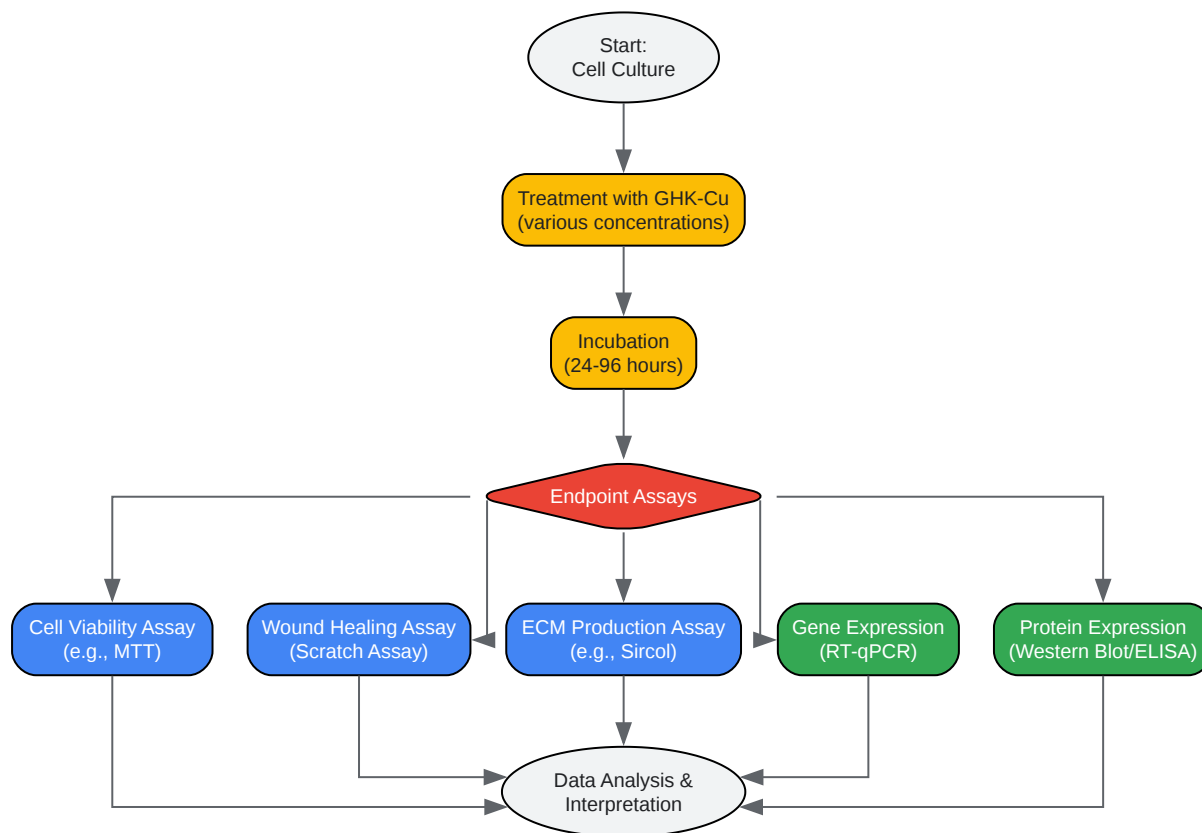 Start:
Cell Culture
Treatment with GHK-Cu
(various concentrations)
Incubation
(24-96 hours)
Endpoint Assays
Cell Viability Assay
(e.g., MTT)
Wound Healing Assay
(Scratch Assay)
ECM Production Assay
(e.g., Sircol)
Gene Expression
(RT-qPCR)
Protein Expression
(Western Blot/ELISA)
Data Analysis &
Interpretation